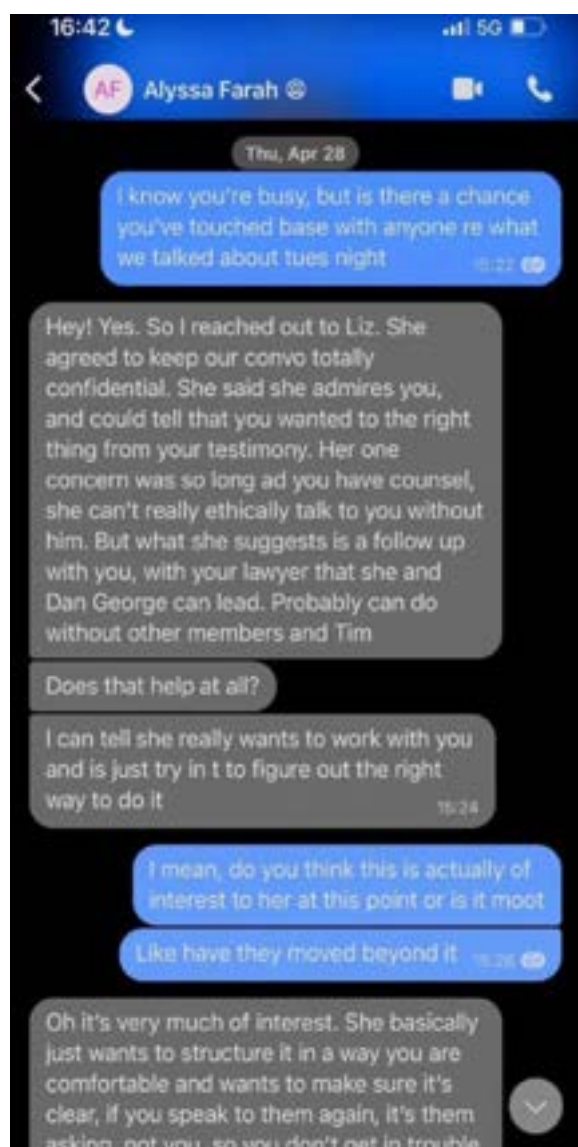 16:42
5G
AF Alyssa Farah
Thu, Apr 28
I know you're busy, but is there a chance
you've touched base with anyone re what
we talked about tues night
15:22
Hey! Yes. So I reached out to Liz. She
agreed to keep our convo totally
confidential. She said she admires you,
and could tell that you wanted to the right
thing from your testimony. Her one
concern was so long ad you have counsel,
she can't really ethically talk to you without
him. But what she suggests is a follow up
with you, with your lawyer that she and
Dan George can lead. Probably can do
without other members and Tim
Does that help at all?
I can tell she really wants to work with you
and is just try in t to figure out the right
way to do it
15:24
I mean, do you think this is actually of
interest to her at this point or is it moot
Like have they moved beyond it
15:26
Oh it's very much of interest. She basically
just wants to structure it in a way you are
comfortable and wants to make sure it's
clear, if you speak to them again, it's them
asking, not you, so you don't get in trouble